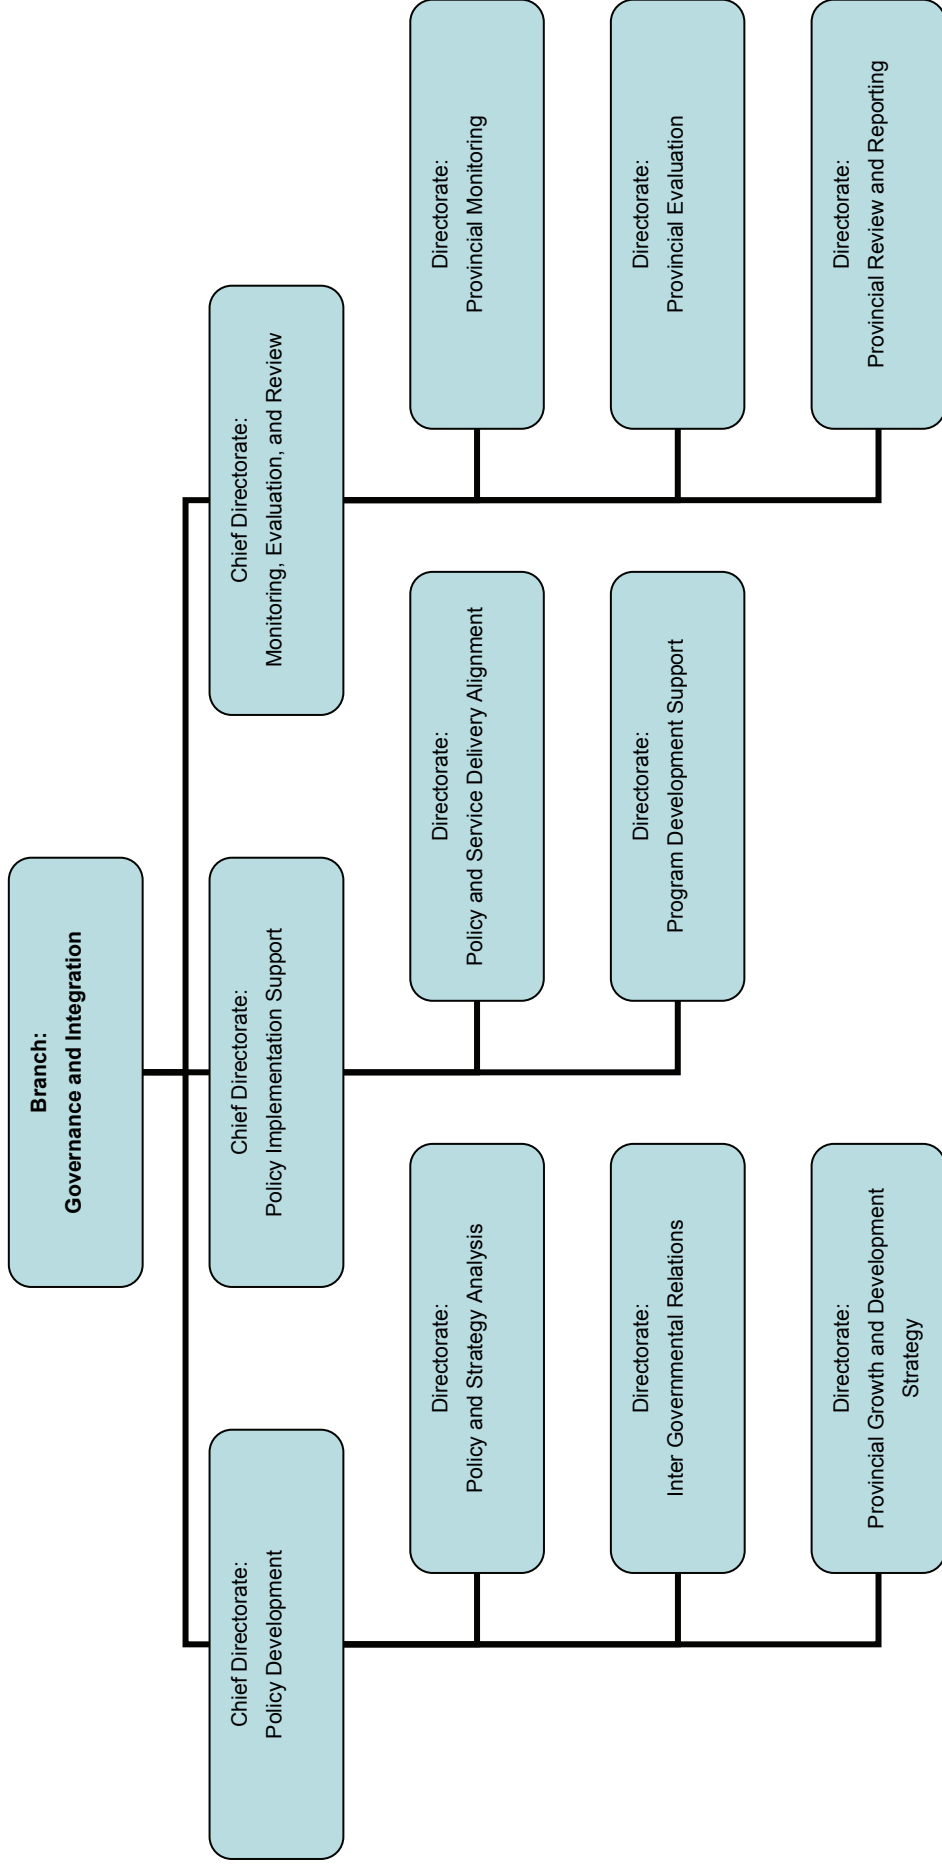 Branch:
Governance and Integration
Chief Directorate:
Policy Development
Chief Directorate:
Policy Implementation Support
Chief Directorate:
Monitoring, Evaluation, and Review
Directorate:
Policy and Strategy Analysis
Directorate:
Policy and Service Delivery Alignment
Directorate:
Provincial Monitoring
Directorate:
Inter Governmental Relations
Directorate:
Program Development Support
Directorate:
Provincial Evaluation
Directorate:
Provincial Growth and Development
Strategy
Directorate:
Provincial Review and Reporting